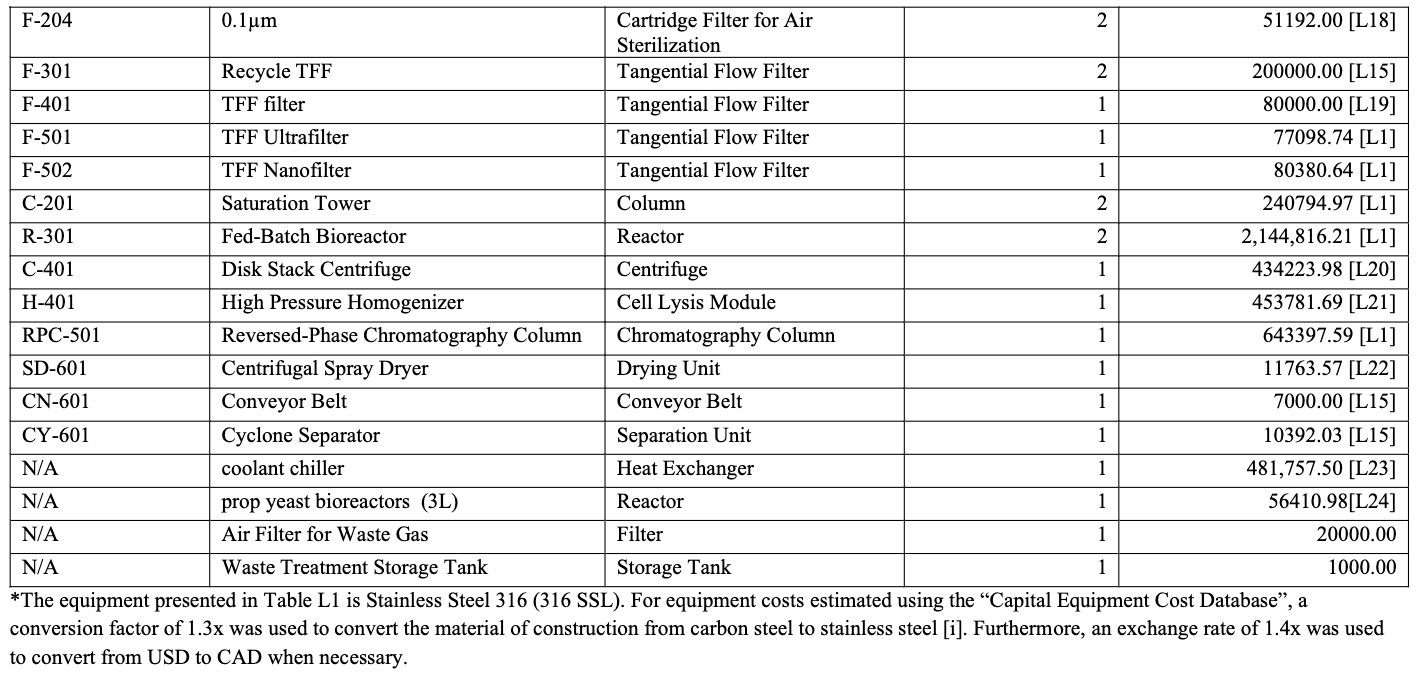 F-204 0.1µm Cartridge Filter for Air 2 51192.00 [L18]
Sterilization
F-301 Recycle TFF Tangential Flow Filter 2 200000.00 [L15]
F-401 TFF filter Tangential Flow Filter 1 80000.00 [L19]
F-501 TFF Ultrafilter Tangential Flow Filter 1 77098.74 [L1]
F-502 TFF Nanofilter Tangential Flow Filter 1 80380.64 [L1]
C-201 Saturation Tower Column 2 240794.97 [L1]
R-301 Fed-Batch Bioreactor Reactor 2 2,144,816.21 [L1]
C-401 Disk Stack Centrifuge Centrifuge 1 434223.98 [L20]
H-401 High Pressure Homogenizer Cell Lysis Module 1 453781.69 [L21]
RPC-501 Reversed-Phase Chromatography Column Chromatography Column 1 643397.59 [L1]
SD-601 Centrifugal Spray Dryer Drying Unit 1 11763.57 [L22]
CN-601 Conveyor Belt Conveyor Belt 1 7000.00 [L15]
CY-601 Cyclone Separator Separation Unit 1 10392.03 [L15]
N/A coolant chiller Heat Exchanger 1 481,757.50 [L23]
N/A prop yeast bioreactors (3L) Reactor 1 56410.98[L24]
N/A Air Filter for Waste Gas Filter 1 20000.00
N/A Waste Treatment Storage Tank Storage Tank 1 1000.00
*The equipment presented in Table L1 is Stainless Steel 316 (316 SSL). For equipment costs estimated using the “Capital Equipment Cost Database”, a
conversion factor of 1.3x was used to convert the material of construction from carbon steel to stainless steel [i]. Furthermore, an exchange rate of 1.4x was used
to convert from USD to CAD when necessary.